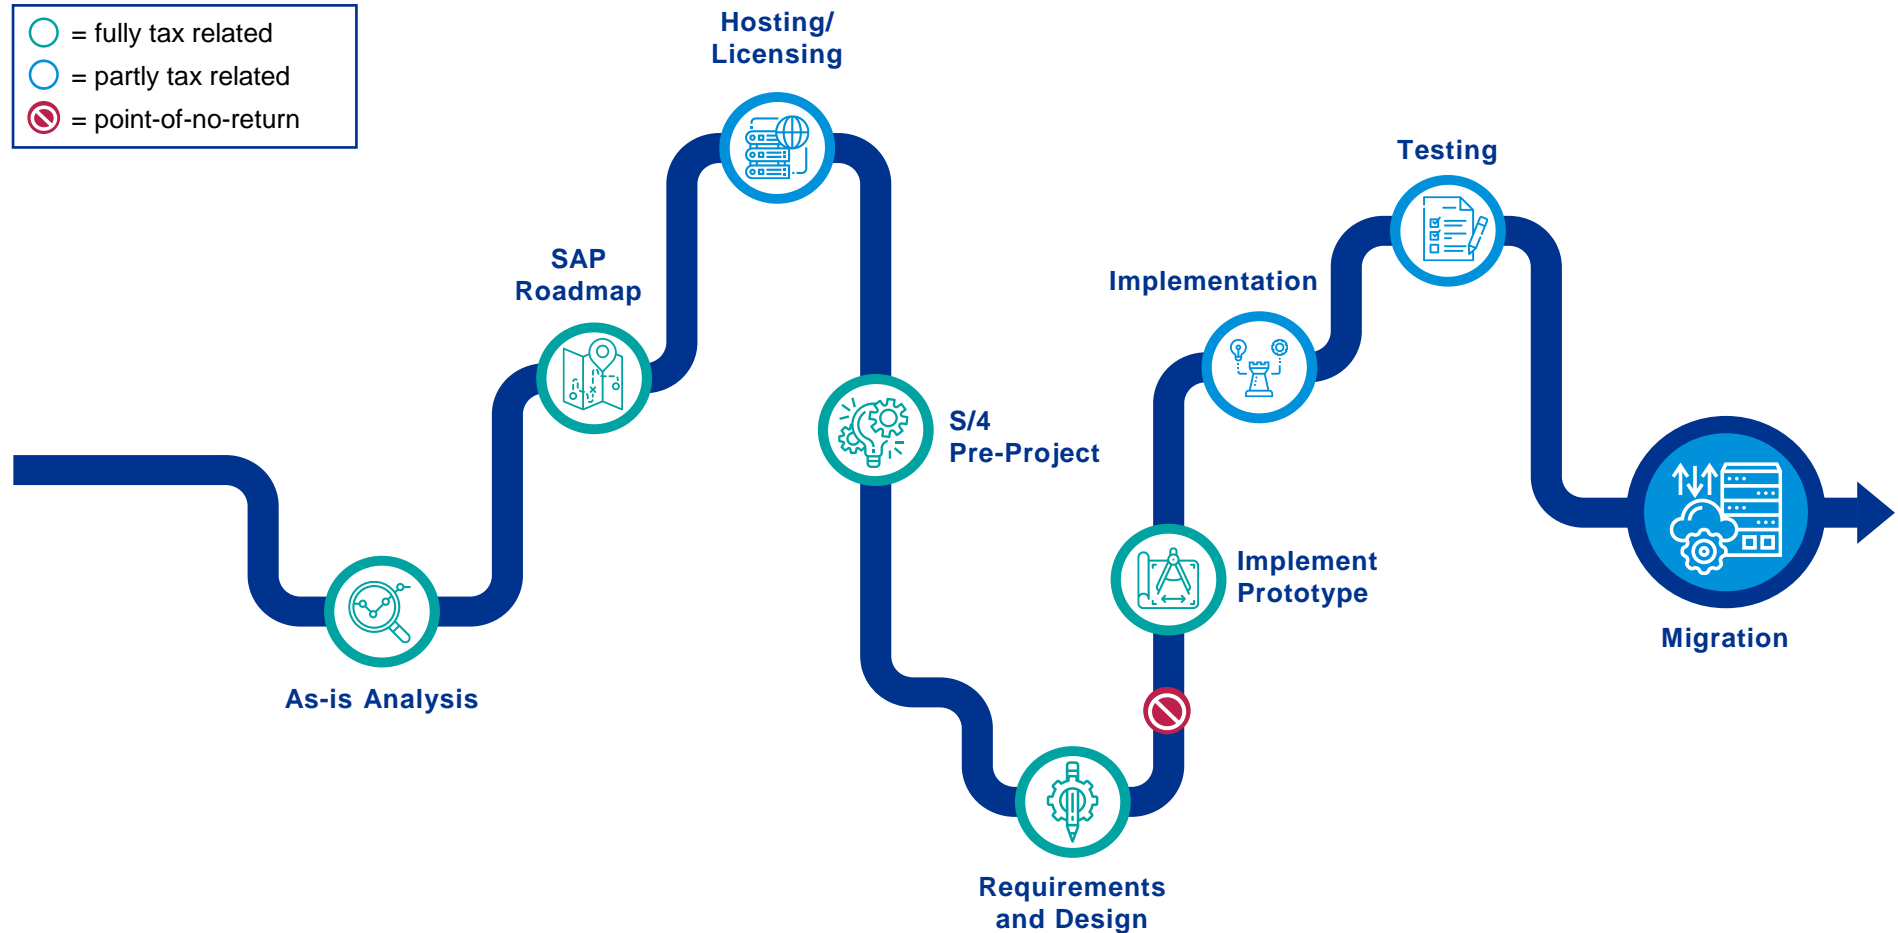 = fully tax related
= partly tax related
= point-of-no-return
Hosting/
Licensing
SAP
Roadmap
As-is Analysis
S/4
Pre-Project
Requirements
and Design
Implement
Prototype
Implementation
Testing
Migration